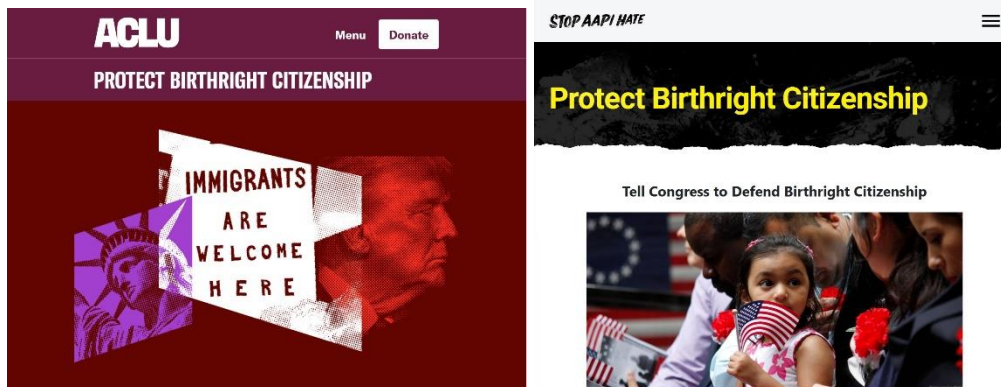 ACLU
Menu
Donate
PROTECT BIRTHRIGHT CITIZENSHIP
IMMIGRANTS
ARE
WELCOME
HERE
STOP AAPI HATE
Protect Birthright Citizenship
Tell Congress to Defend Birthright Citizenship